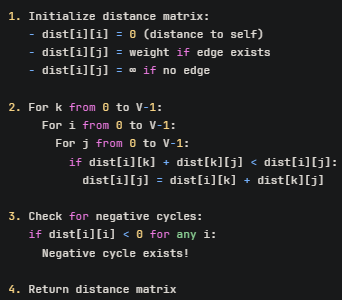 1. Initialize distance matrix:
   - dist[i][i] = 0 (distance to self)
   - dist[i][j] = weight if edge exists
   - dist[i][j] = ∞ if no edge

2. For k from 0 to V-1:
     For i from 0 to V-1:
       For j from 0 to V-1:
         if dist[i][k] + dist[k][j] < dist[i][j]:
           dist[i][j] = dist[i][k] + dist[k][j]

3. Check for negative cycles:
   if dist[i][i] < 0 for any i:
     Negative cycle exists!

4. Return distance matrix